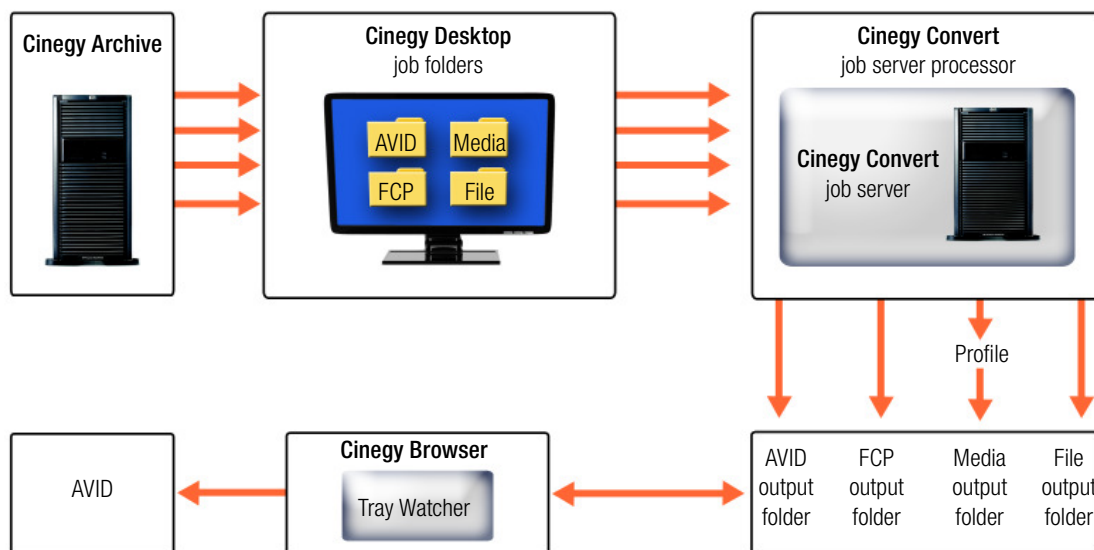 Cinegy Archive
Cinegy Desktop
job folders
AVID
Media
FCP
File
Cinegy Convert
job server processor
Cinegy Convert
job server
Profile
AVID
output
folder
FCP
output
folder
Media
output
folder
File
output
folder
Cinegy Browser
Tray Watcher
AVID